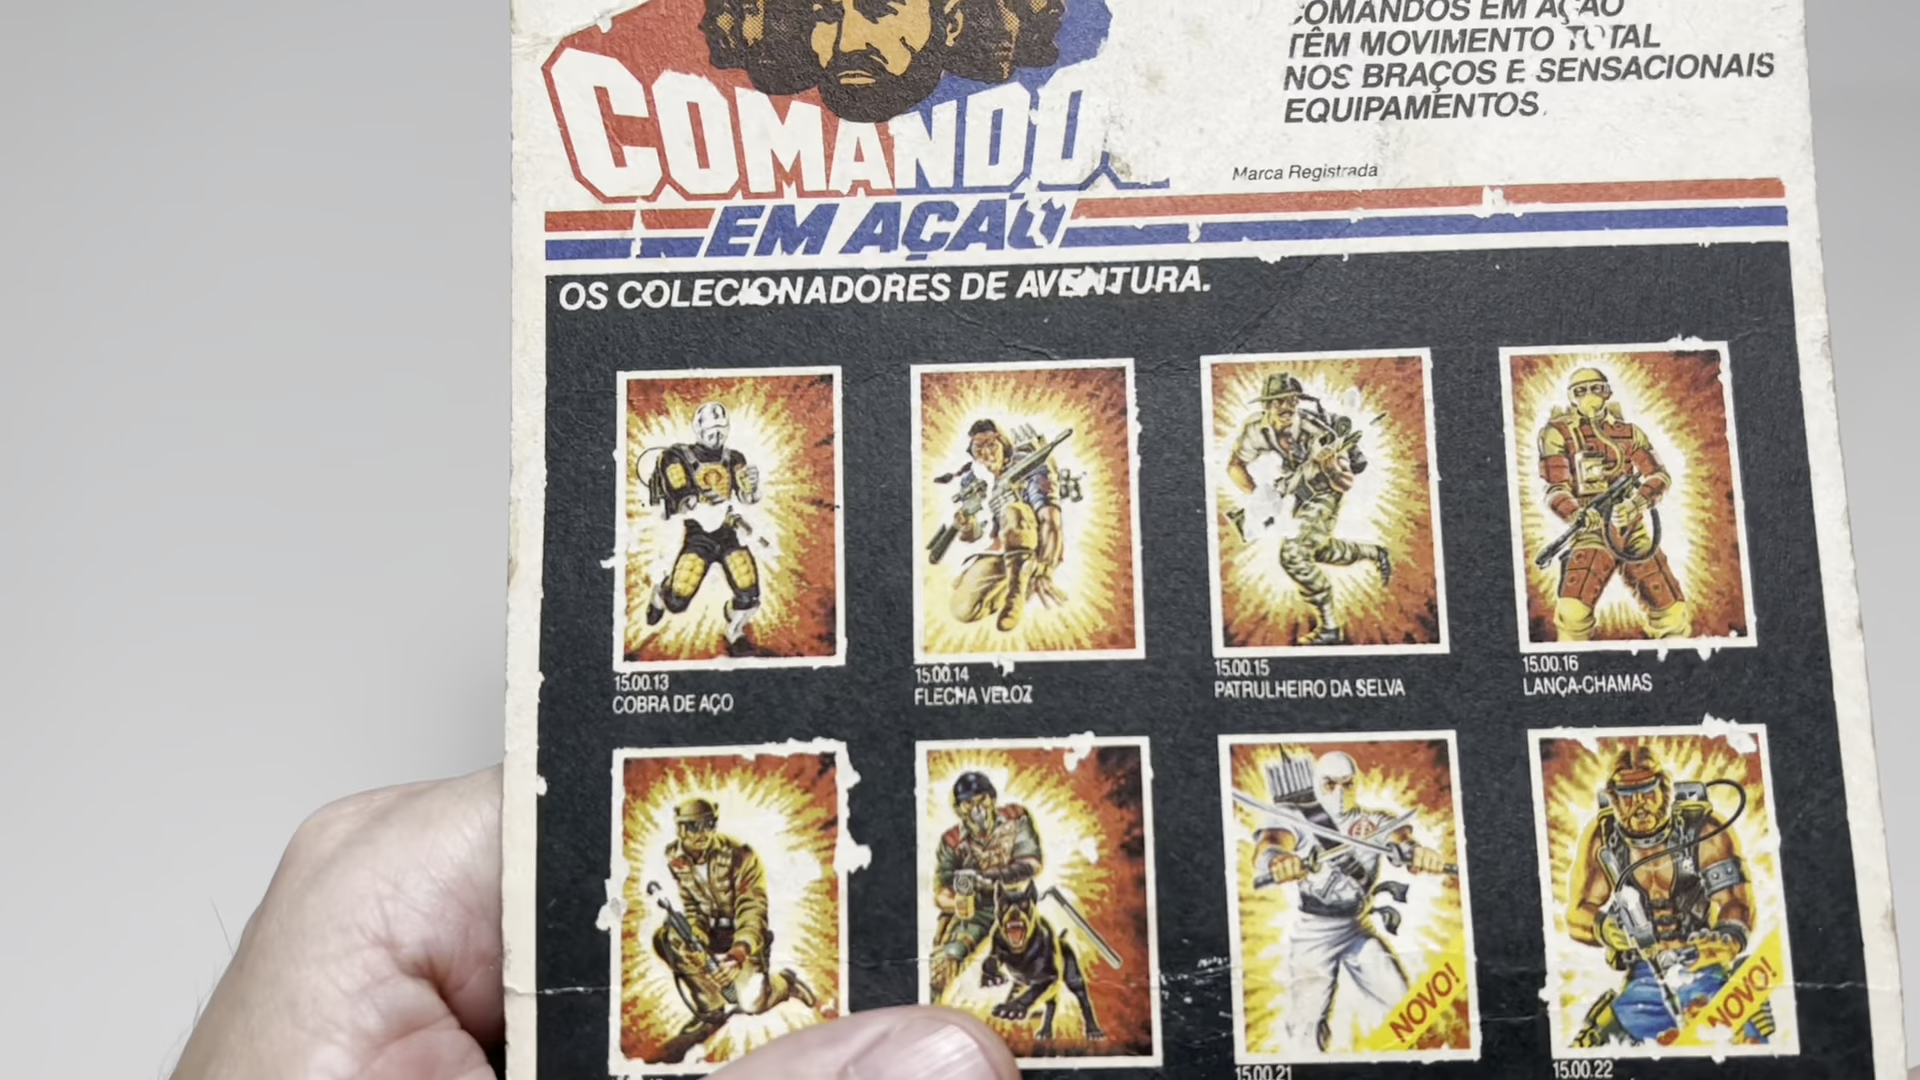 COMANDOS EM AÇÃO
TÊM MOVIMENTO TOTAL
NOS BRAÇOS E SENSACIONAIS
EQUIPAMENTOS.
Marca Registrada
COMANDO
EM AÇÃO
OS COLECIONADORES DE AVENTURA.
15.00.13
COBRA DE AÇO
15.00.14
FLECHA VELOZ
15.00.15
PATRULHEIRO DA SELVA
15.00.16
LANÇA-CHAMAS
NOVO!
NOVO!
15.00.21
15.00.22